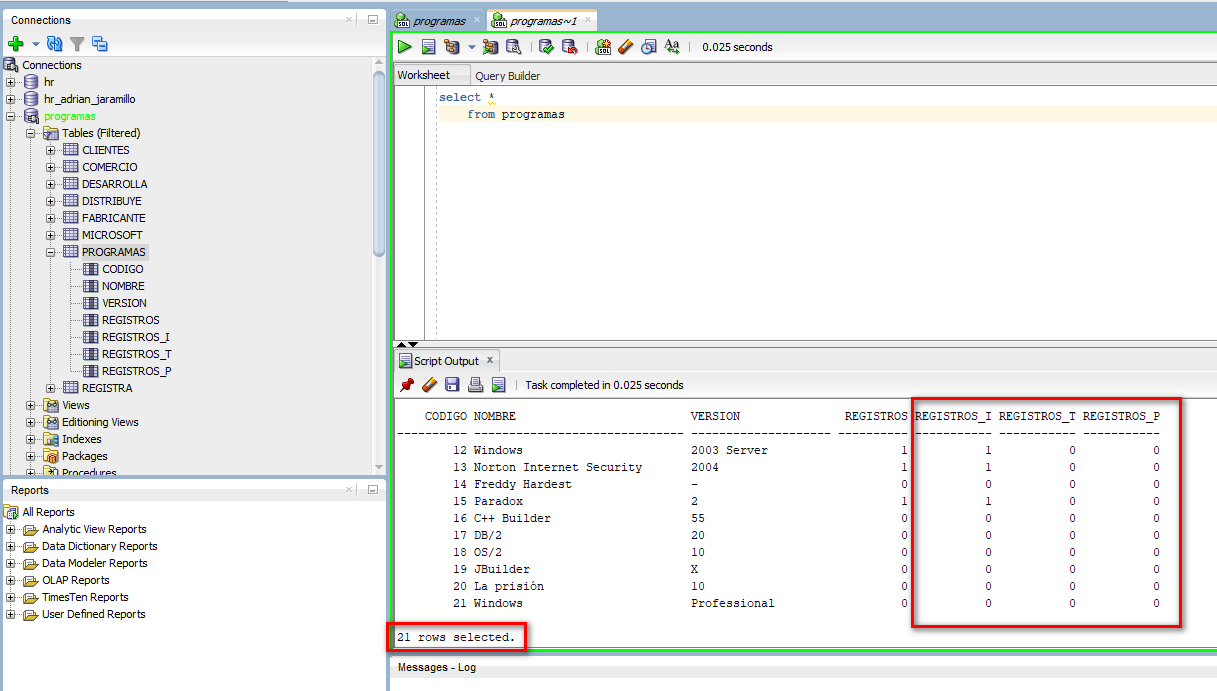 Connections
Connections
hr
hr_adrian_jaramillo
programas
Tables (Filtered)
CLIENTES
COMERCIO
DESARROLLA
DISTRIBUYE
FABRICANTE
MICROSOFT
PROGRAMAS
CODIGO
NOMBRE
VERSION
REGISTROS
REGISTROS_I
REGISTROS_T
REGISTROS_P
REGISTRA
Views
Editioning Views
Indexes
Packages
Procedures
Reports
All Reports
Analytic View Reports
Data Dictionary Reports
Data Modeler Reports
OLAP Reports
TimesTen Reports
User Defined Reports
programas programas~1
0.025 seconds
Worksheet Query Builder
select *
from programas
Script Output
Task completed in 0.025 seconds
CODIGO NOMBRE VERSION REGISTROS REGISTROS_I REGISTROS_T REGISTROS_P
12 Windows 2003 Server 1 1 0 0
13 Norton Internet Security 2004 1 1 0 0
14 Freddy Hardest - 0 0 0 0
15 Paradox 2 1 1 0 0
16 C++ Builder 55 0 0 0 0
17 DB/2 20 0 0 0 0
18 OS/2 10 0 0 0 0
19 JBuilder X 0 0 0 0
20 La prisión 10 0 0 0 0
21 Windows Professional 0 0 0 0
21 rows selected.
Messages - Log